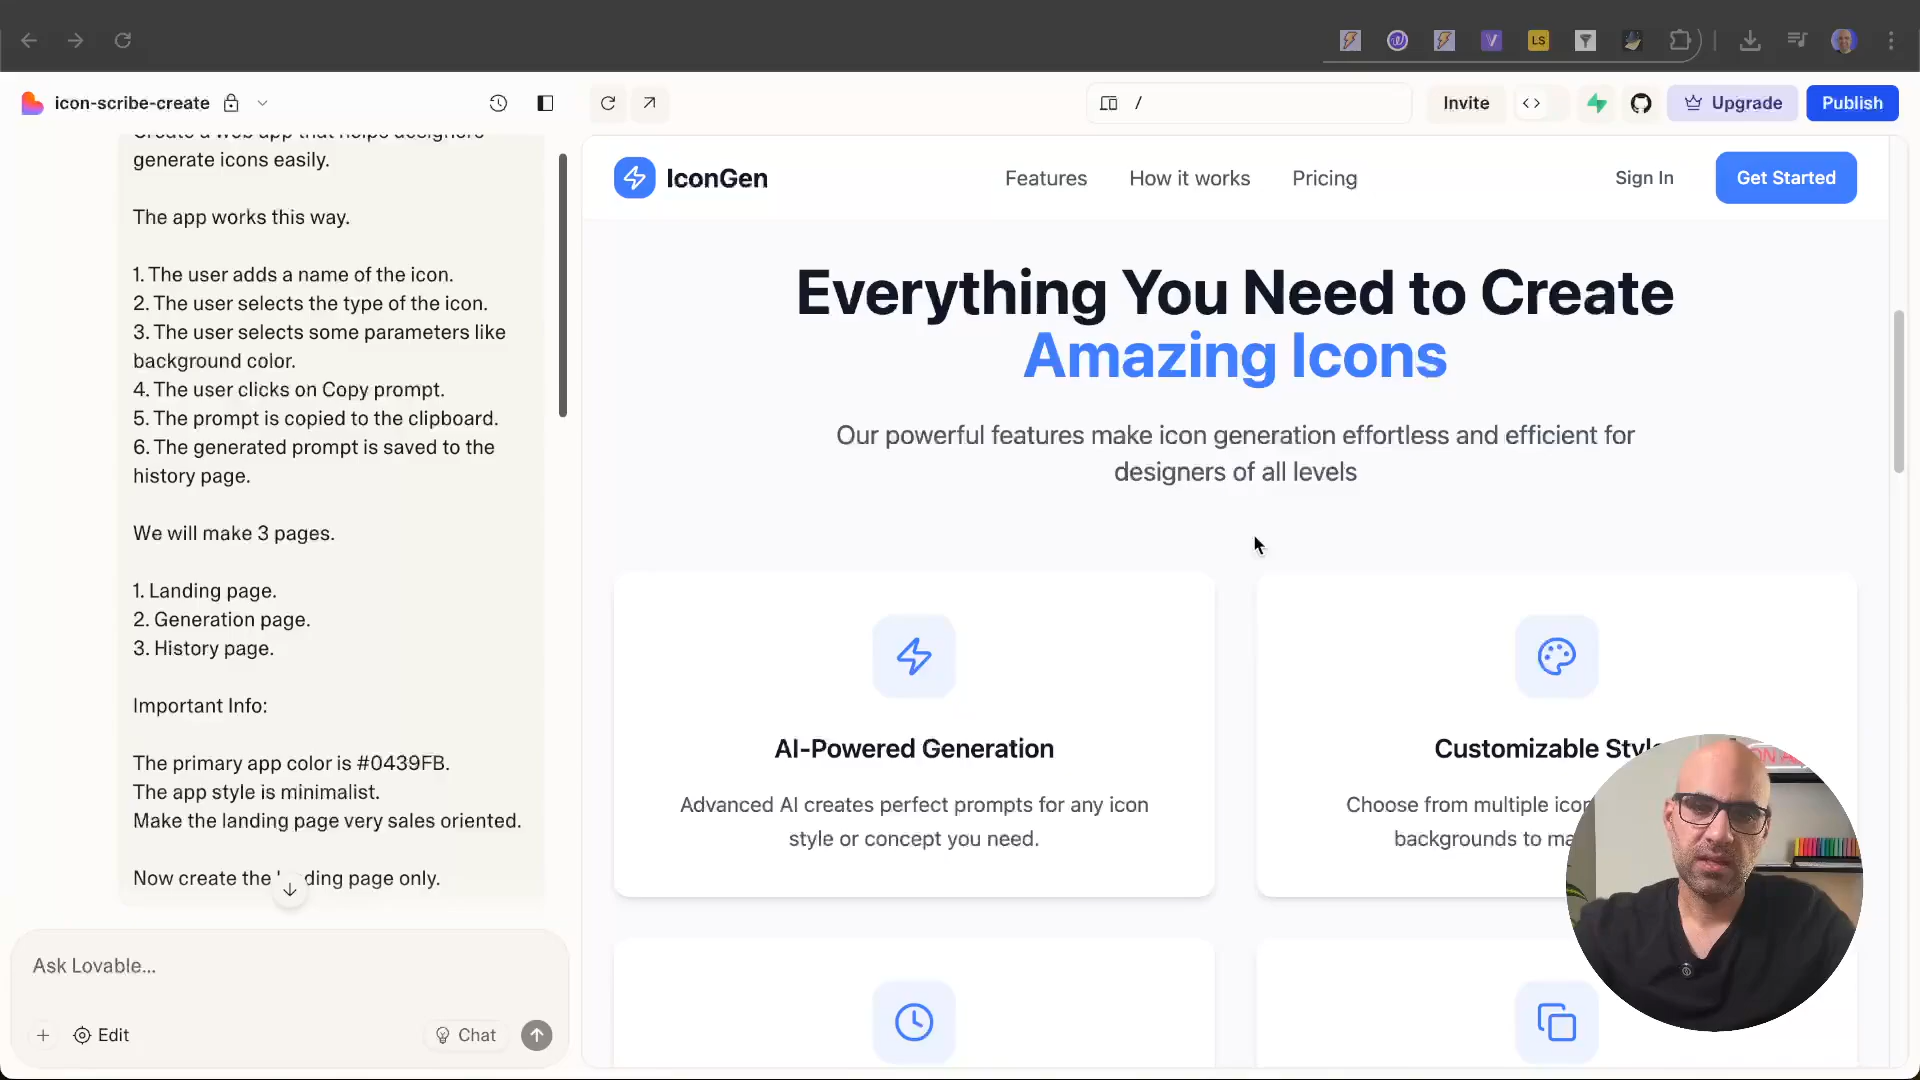 LS
icon-scribe-create
/
Invite
Upgrade
Publish
generate icons easily.
The app works this way.
1. The user adds a name of the icon.
2. The user selects the type of the icon.
3. The user selects some parameters like
background color.
4. The user clicks on Copy prompt.
5. The prompt is copied to the clipboard.
6. The generated prompt is saved to the
history page.
We will make 3 pages.
1. Landing page.
2. Generation page.
3. History page.
Important Info:
The primary app color is #0439FB.
The app style is minimalist.
Make the landing page very sales oriented.
Now create the page only.
Ask Lovable...
Edit
Chat
IconGen
Features
How it works
Pricing
Sign In
Get Started
Everything You Need to Create
Amazing Icons
Our powerful features make icon generation effortless and efficient for
designers of all levels
AI-Powered Generation
Advanced AI creates perfect prompts for any icon
style or concept you need.
Customizable
Choose from multiple
backgrounds to